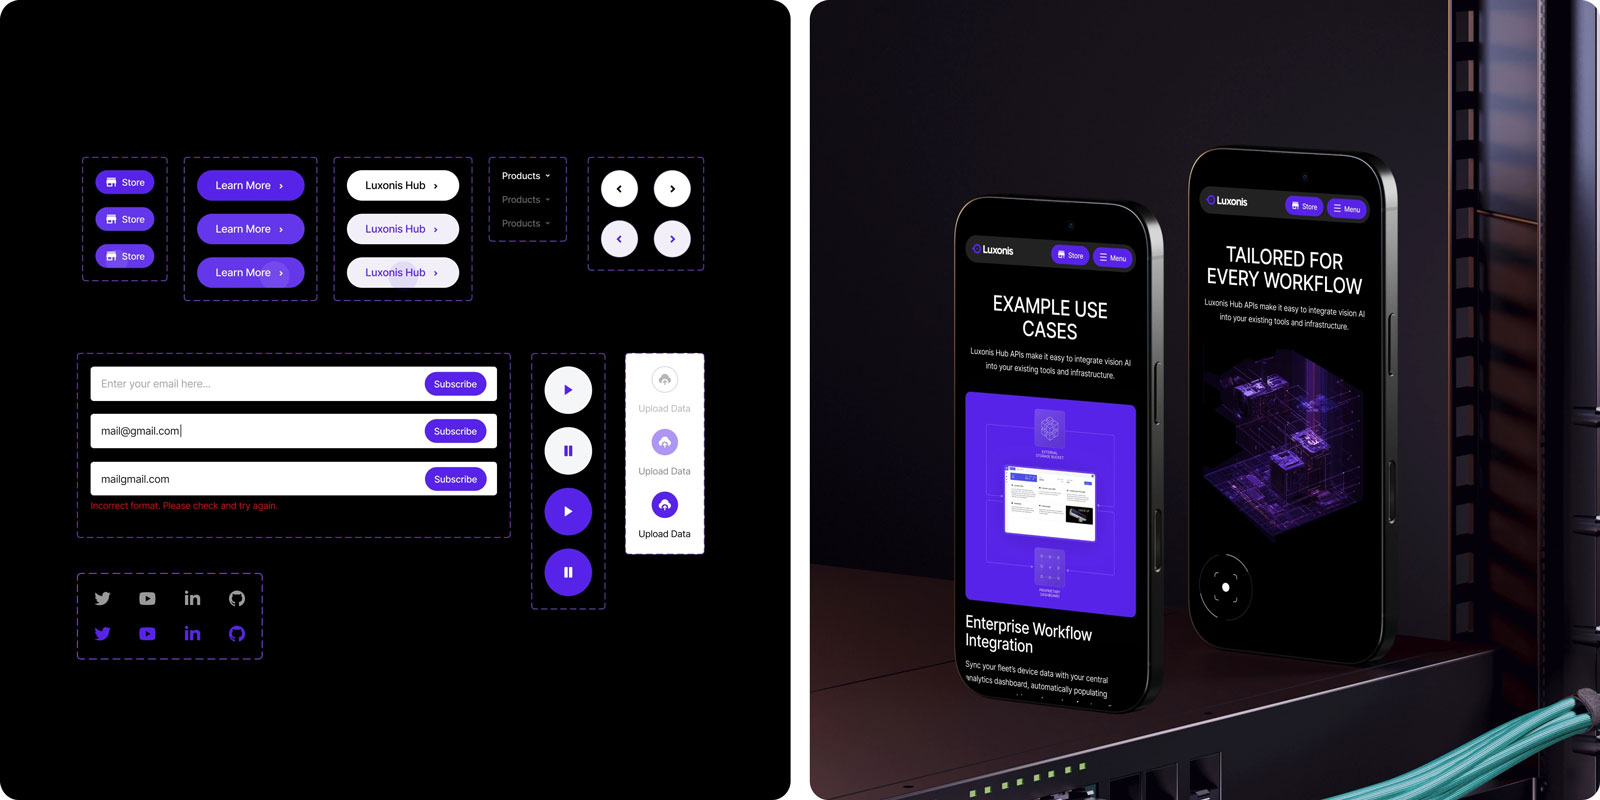 Store
Store
Store
Learn More
Learn More
Learn More
Luxonis Hub
Luxonis Hub
Luxonis Hub
Products
Products
Products
Enter your email here...
Subscribe
mail@gmail.com
Subscribe
mailgmail.com
Subscribe
Incorrect format. Please check and try again.
Upload Data
Upload Data
Upload Data
Luxonis
Store
Menu
EXAMPLE USE
CASES
Luxonis Hub APIs make it easy to integrate vision AI
into your existing tools and infrastructure.
EXTERNAL
STORAGE BUCKET
PROPRIETARY
DASHBOARD
Enterprise Workflow
Integration
Sync your fleet's device data with your central
analytics dashboard, automatically populating
Luxonis
Store
Menu
TAILORED FOR
EVERY WORKFLOW
Luxonis Hub APIs make it easy to integrate vision AI
into your existing tools and infrastructure.